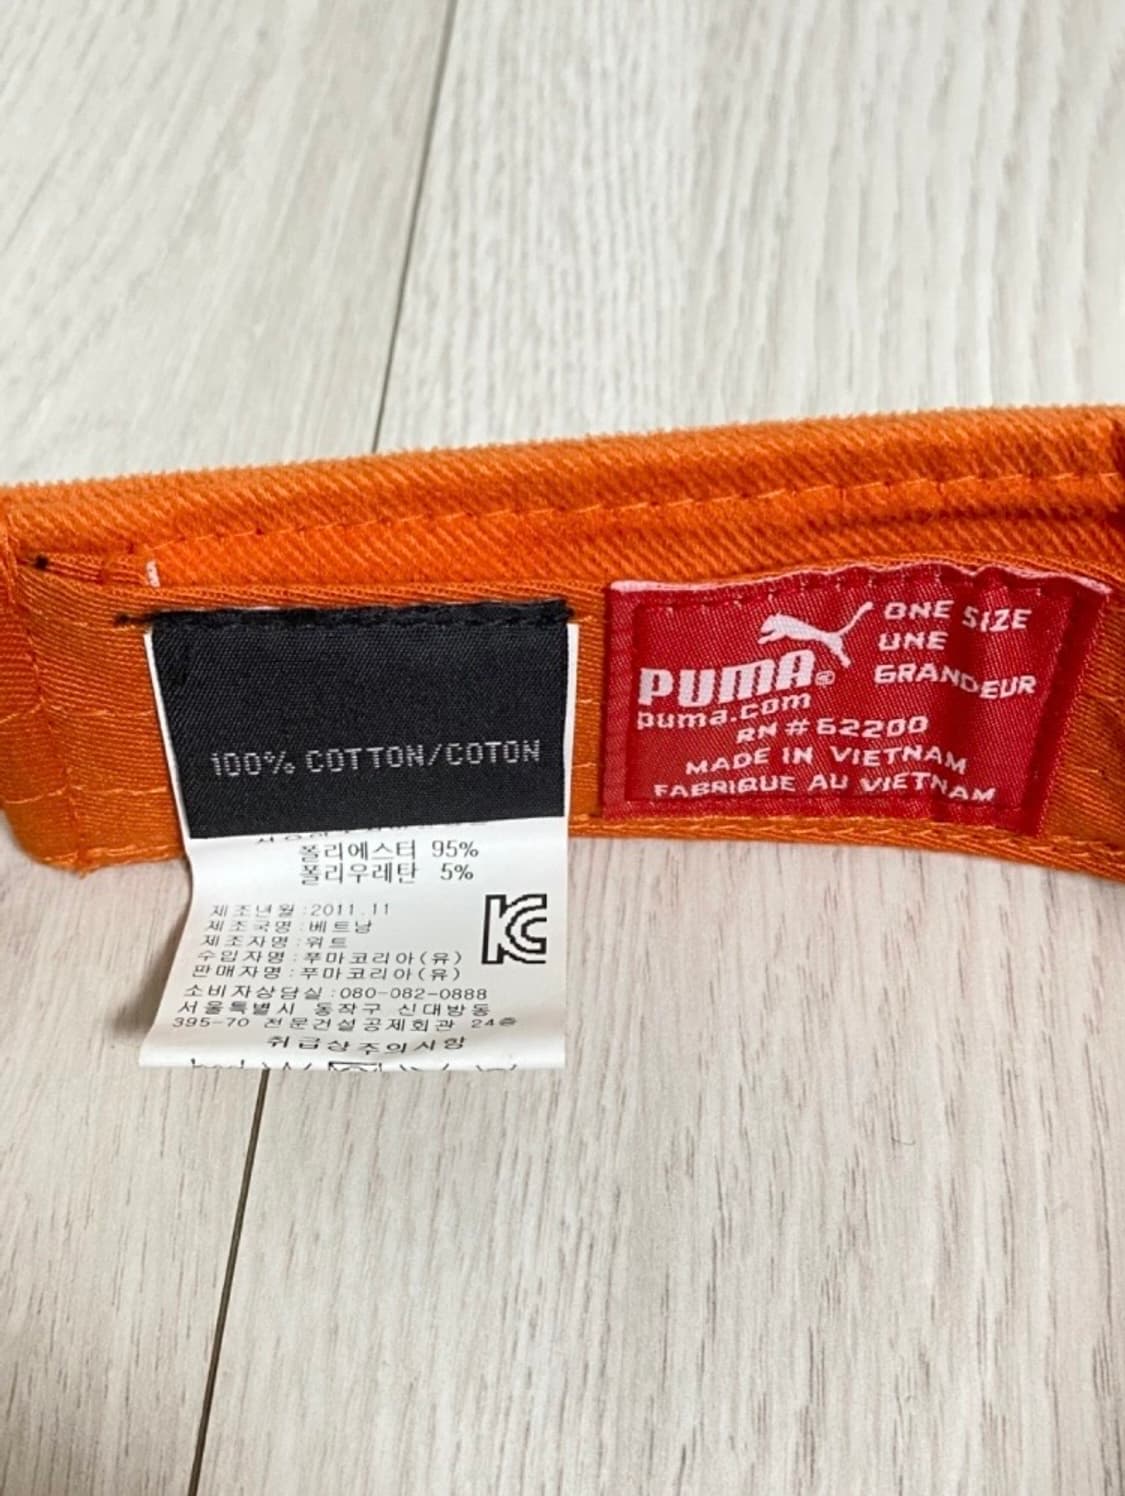 100% COTTON/COTON
폴리에스터 95%
폴리우레탄 5%
제조년월:2011.11
제조국명:베트남
제조자명:위트
수입자명:푸마코리아(유)
판매자명:푸마코리아(유)
소비자상담실:080-082-0888
서울특별시 동작구 신대방동
395-70 전문건설공제회관 24층
취급상주의사항
KC
PUMA®
puma.com
ONE SIZE
UNE
GRANDEUR
RN # 62200
MADE IN VIETNAM
FABRIQUE AU VIETNAM